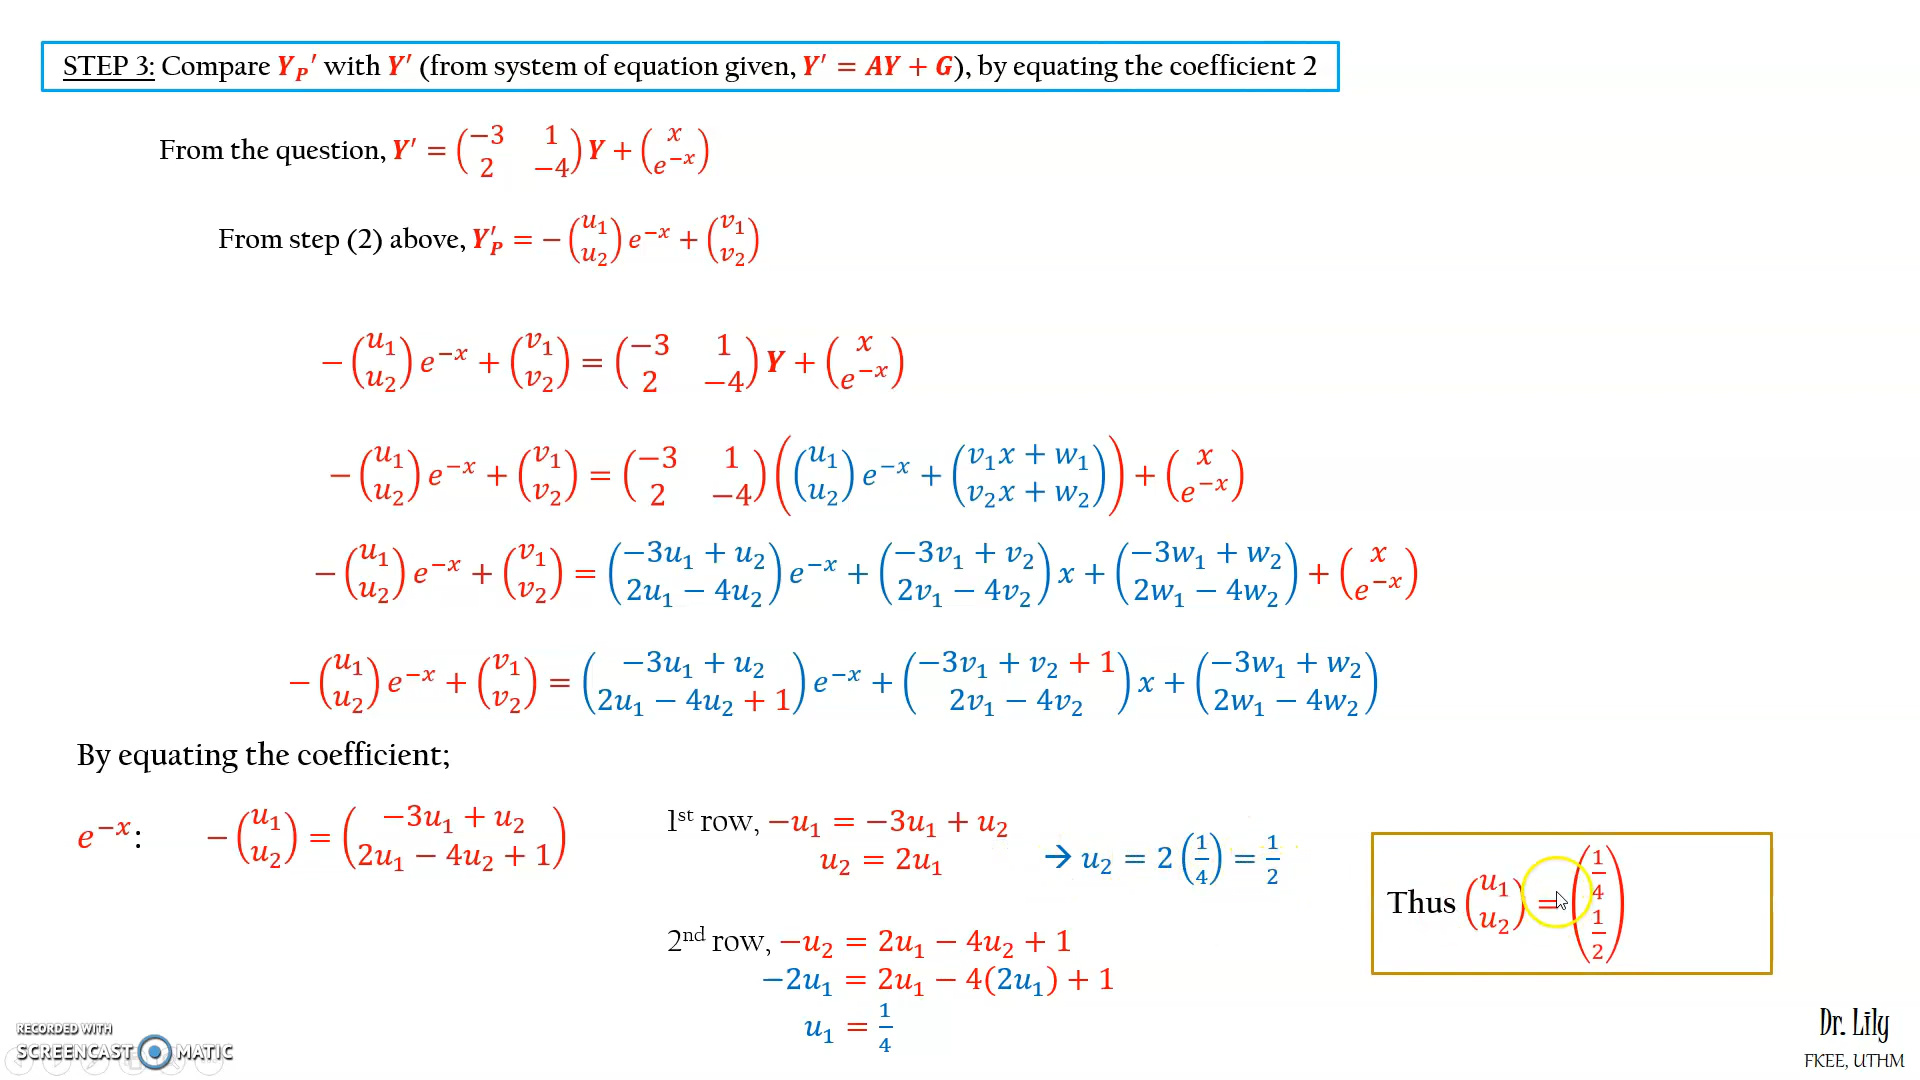 STEP 3: Compare Y_P′ with Y′ (from system of equation given, Y′ = AY + G), by equating the coefficient 2
From the question, Y′ = (−3 1; 2 −4) Y + (x; e^{−x})
From step (2) above, Y′_P = −(u₁; u₂) e^{−x} + (v₁; v₂)
−(u₁; u₂) e^{−x} + (v₁; v₂) = (−3 1; 2 −4) Y + (x; e^{−x})
−(u₁; u₂) e^{−x} + (v₁; v₂) = (−3 1; 2 −4) ((u₁; u₂) e^{−x} + (v₁x + w₁; v₂x + w₂)) + (x; e^{−x})
−(u₁; u₂) e^{−x} + (v₁; v₂) = (−3u₁ + u₂; 2u₁ − 4u₂) e^{−x} + (−3v₁ + v₂; 2v₁ − 4v₂) x + (−3w₁ + w₂; 2w₁ − 4w₂) + (x; e^{−x})
−(u₁; u₂) e^{−x} + (v₁; v₂) = (−3u₁ + u₂; 2u₁ − 4u₂ + 1) e^{−x} + (−3v₁ + v₂ + 1; 2v₁ − 4v₂) x + (−3w₁ + w₂; 2w₁ − 4w₂)
By equating the coefficient;
e^{−x}: −(u₁; u₂) = (−3u₁ + u₂; 2u₁ − 4u₂ + 1)
1st row, −u₁ = −3u₁ + u₂
u₂ = 2u₁
→ u₂ = 2(1/4) = 1/2
2nd row, −u₂ = 2u₁ − 4u₂ + 1
−2u₁ = 2u₁ − 4(2u₁) + 1
u₁ = 1/4
Thus (u₁; u₂) = (1/4; 1/2)
Dr. Lily
FKEE, UTHM
RECORDED WITH
SCREENCAST MATIC